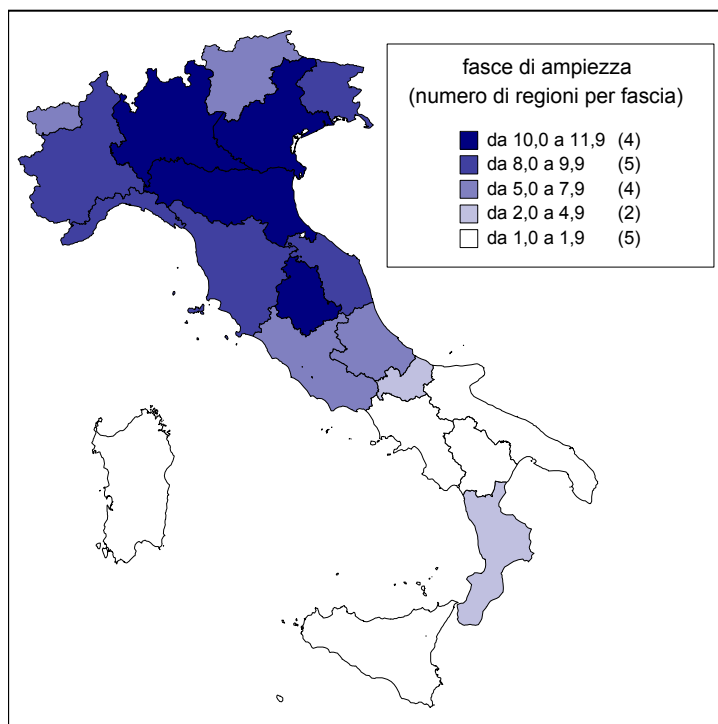 fasce di ampiezza
(numero di regioni per fascia)
da 10,0 a 11,9 (4)
da 8,0 a 9,9 (5)
da 5,0 a 7,9 (4)
da 2,0 a 4,9 (2)
da 1,0 a 1,9 (5)